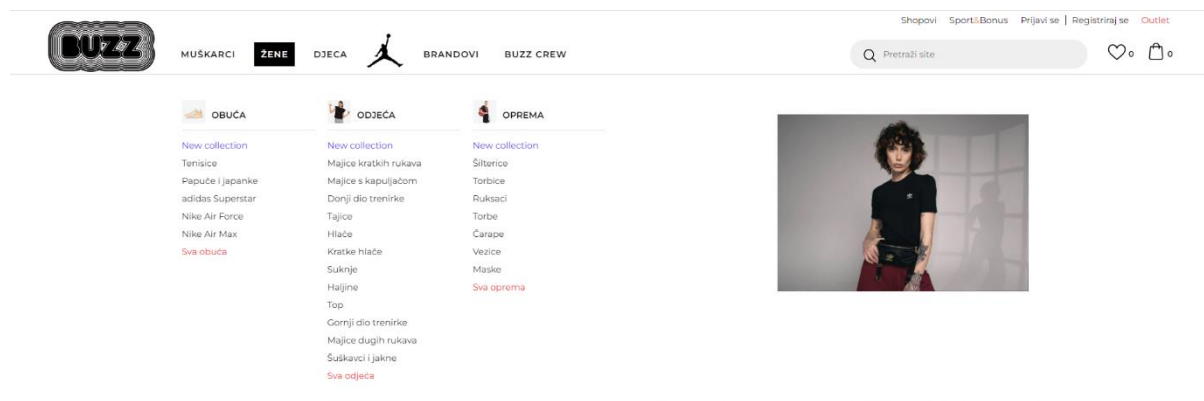 Shopovi Sport&Bonus Prijavi se | Registriraj se Outlet
BUZZ
MUŠKARCI ŽENE DJECA BRANDOVI BUZZ CREW
Pretraži site
0 0
OBUĆA
New collection
Tenisice
Papuče i japanke
adidas Superstar
Nike Air Force
Nike Air Max
Sva obuća
ODJEĆA
New collection
Majice kratkih rukava
Majice s kapuljačom
Donji dio trenirke
Tajice
Hlače
Kratke hlače
Suknje
Haljine
Top
Gornji dio trenirke
Majice dugih rukava
Šuškavci i jakne
Sva odjeća
OPREMA
New collection
Šilterice
Torbice
Ruksaci
Torbe
Čarape
Vezice
Maske
Sva oprema